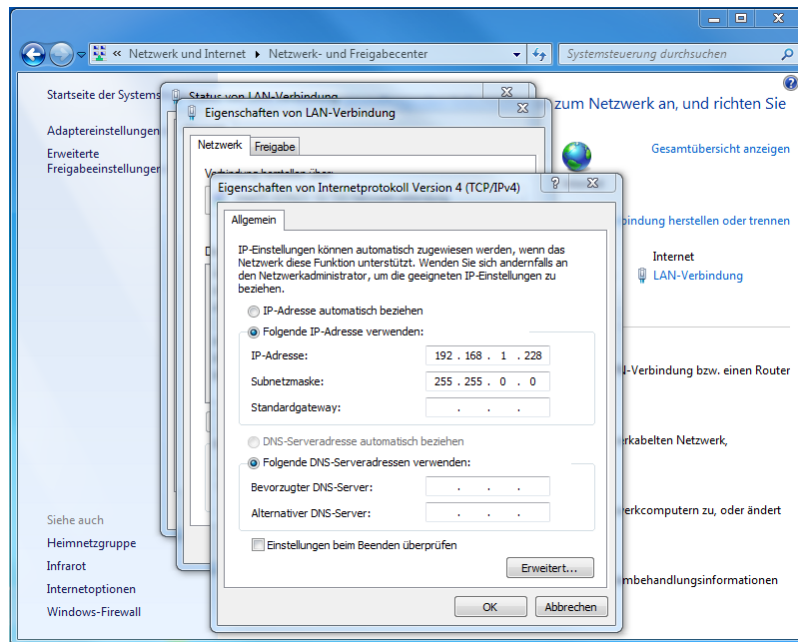 « Netzwerk und Internet ▸ Netzwerk- und Freigabecenter
Systemsteuerung durchsuchen
Startseite der Systems
Adaptereinstellungen
Erweiterte
Freigabeeinstellungen
Siehe auch
Heimnetzgruppe
Infrarot
Internetoptionen
Windows-Firewall
Status von LAN-Verbindung
Eigenschaften von LAN-Verbindung
Netzwerk
Freigabe
Verbindung herstellen über:
Eigenschaften von Internetprotokoll Version 4 (TCP/IPv4)
Allgemein
IP-Einstellungen können automatisch zugewiesen werden, wenn das
Netzwerk diese Funktion unterstützt. Wenden Sie sich andernfalls an
den Netzwerkadministrator, um die geeigneten IP-Einstellungen zu
beziehen.
IP-Adresse automatisch beziehen
Folgende IP-Adresse verwenden:
IP-Adresse: 192 . 168 . 1 . 228
Subnetzmaske: 255 . 255 . 0 . 0
Standardgateway: . . .
DNS-Serveradresse automatisch beziehen
Folgende DNS-Serveradressen verwenden:
Bevorzugter DNS-Server: . . .
Alternativer DNS-Server: . . .
Einstellungen beim Beenden überprüfen
Erweitert...
OK
Abbrechen
zum Netzwerk an, und richten Sie
Gesamtübersicht anzeigen
bindung herstellen oder trennen
Internet
LAN-Verbindung
-Verbindung bzw. einen Router
erkabelten Netzwerk,
erkcomputern zu, oder ändert
mbehandlungsinformationen